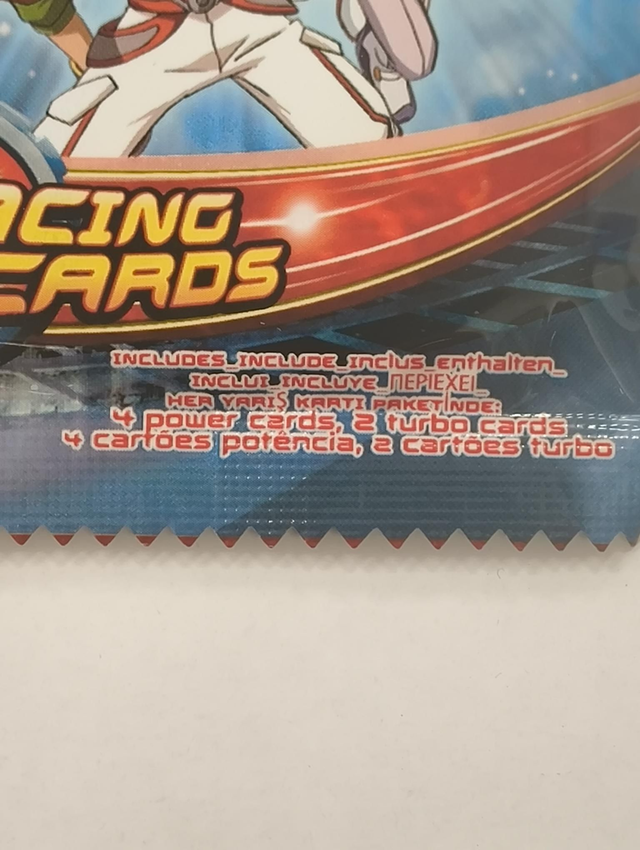 ACING
CARDS
INCLUDES_INCLUDE_INCLUS_ENTHALTEN_
INCLUI_INCLUYE_ΠΕΡΙΕΧΕΙ_
HER YARIŞ KARTI PAKETİNDE:
4 power cards, 2 turbo cards
4 cartões potência, 2 cartões turbo